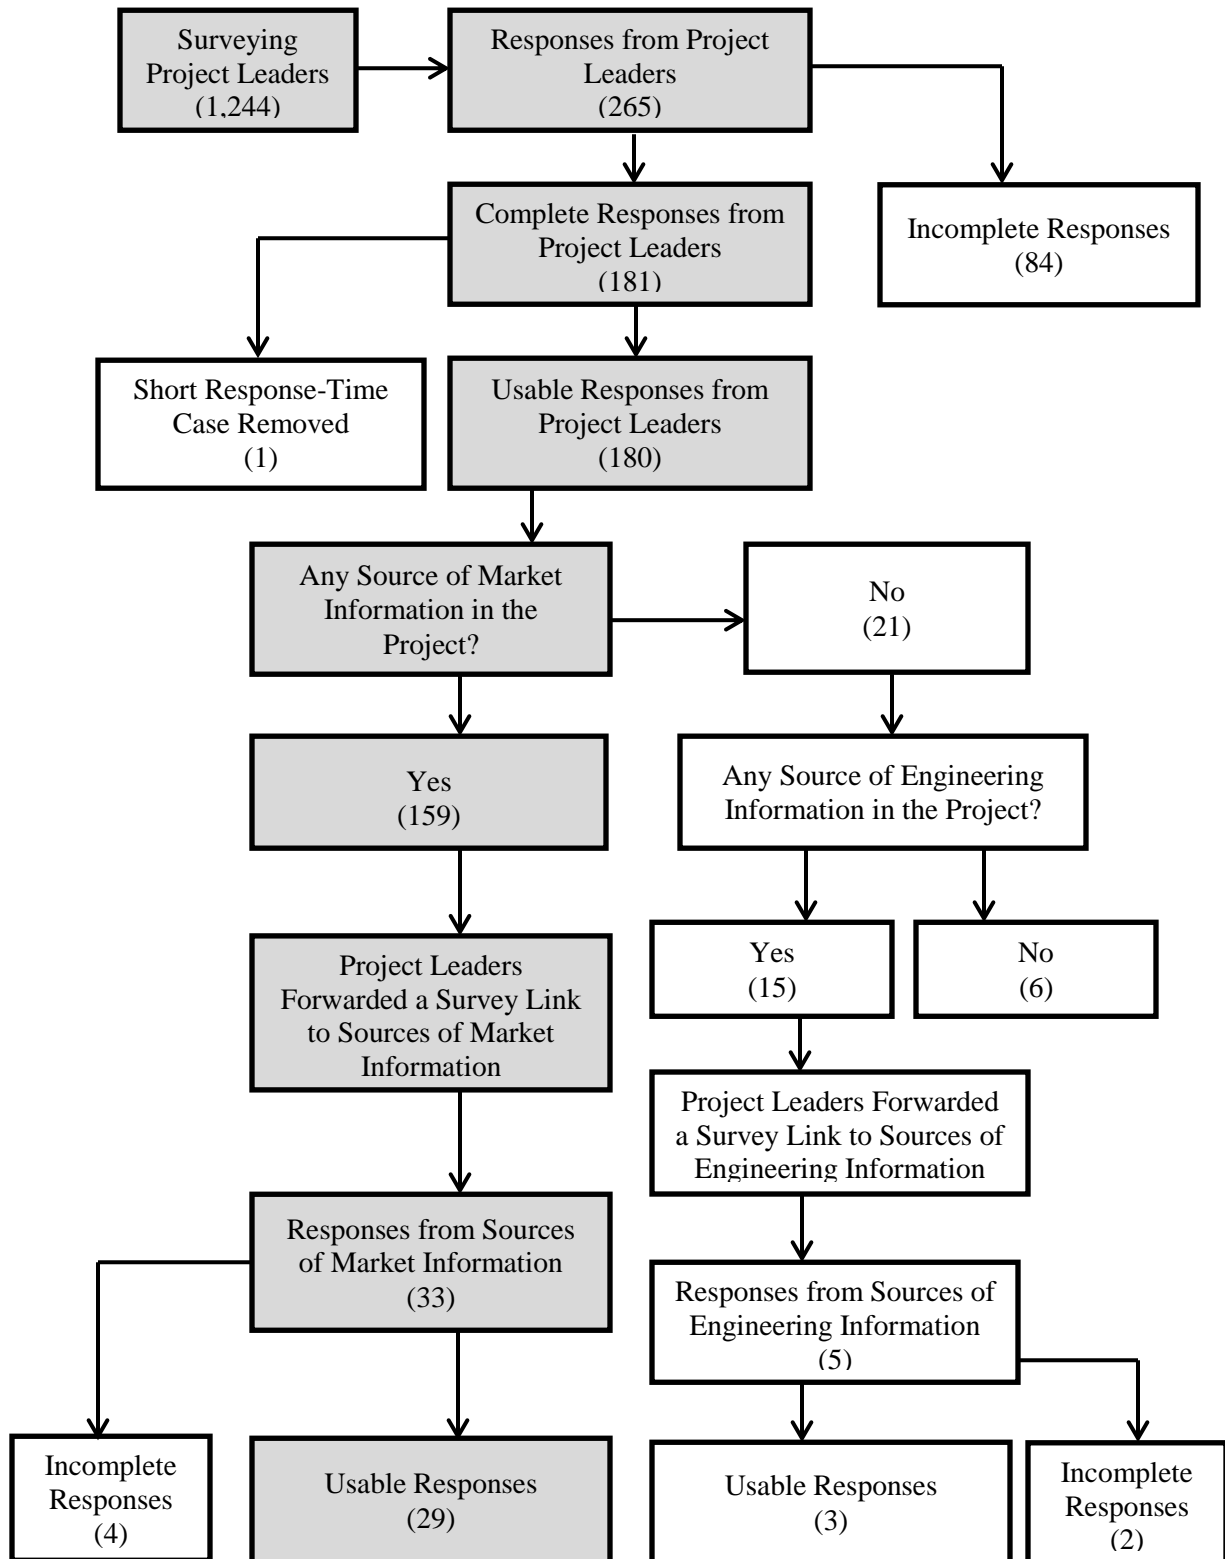 Surveying
Project Leaders
(1,244)
Responses from Project
Leaders
(265)
Complete Responses from
Project Leaders
(181)
Incomplete Responses
(84)
Short Response-Time
Case Removed
(1)
Usable Responses from
Project Leaders
(180)
Any Source of Market
Information in the
Project?
No
(21)
Yes
(159)
Any Source of Engineering
Information in the Project?
Yes
(15)
No
(6)
Project Leaders
Forwarded a Survey Link
to Sources of Market
Information
Project Leaders Forwarded
a Survey Link to Sources of
Engineering Information
Responses from Sources
of Market Information
(33)
Responses from Sources of
Engineering Information
(5)
Incomplete
Responses
(4)
Usable Responses
(29)
Usable Responses
(3)
Incomplete
Responses
(2)